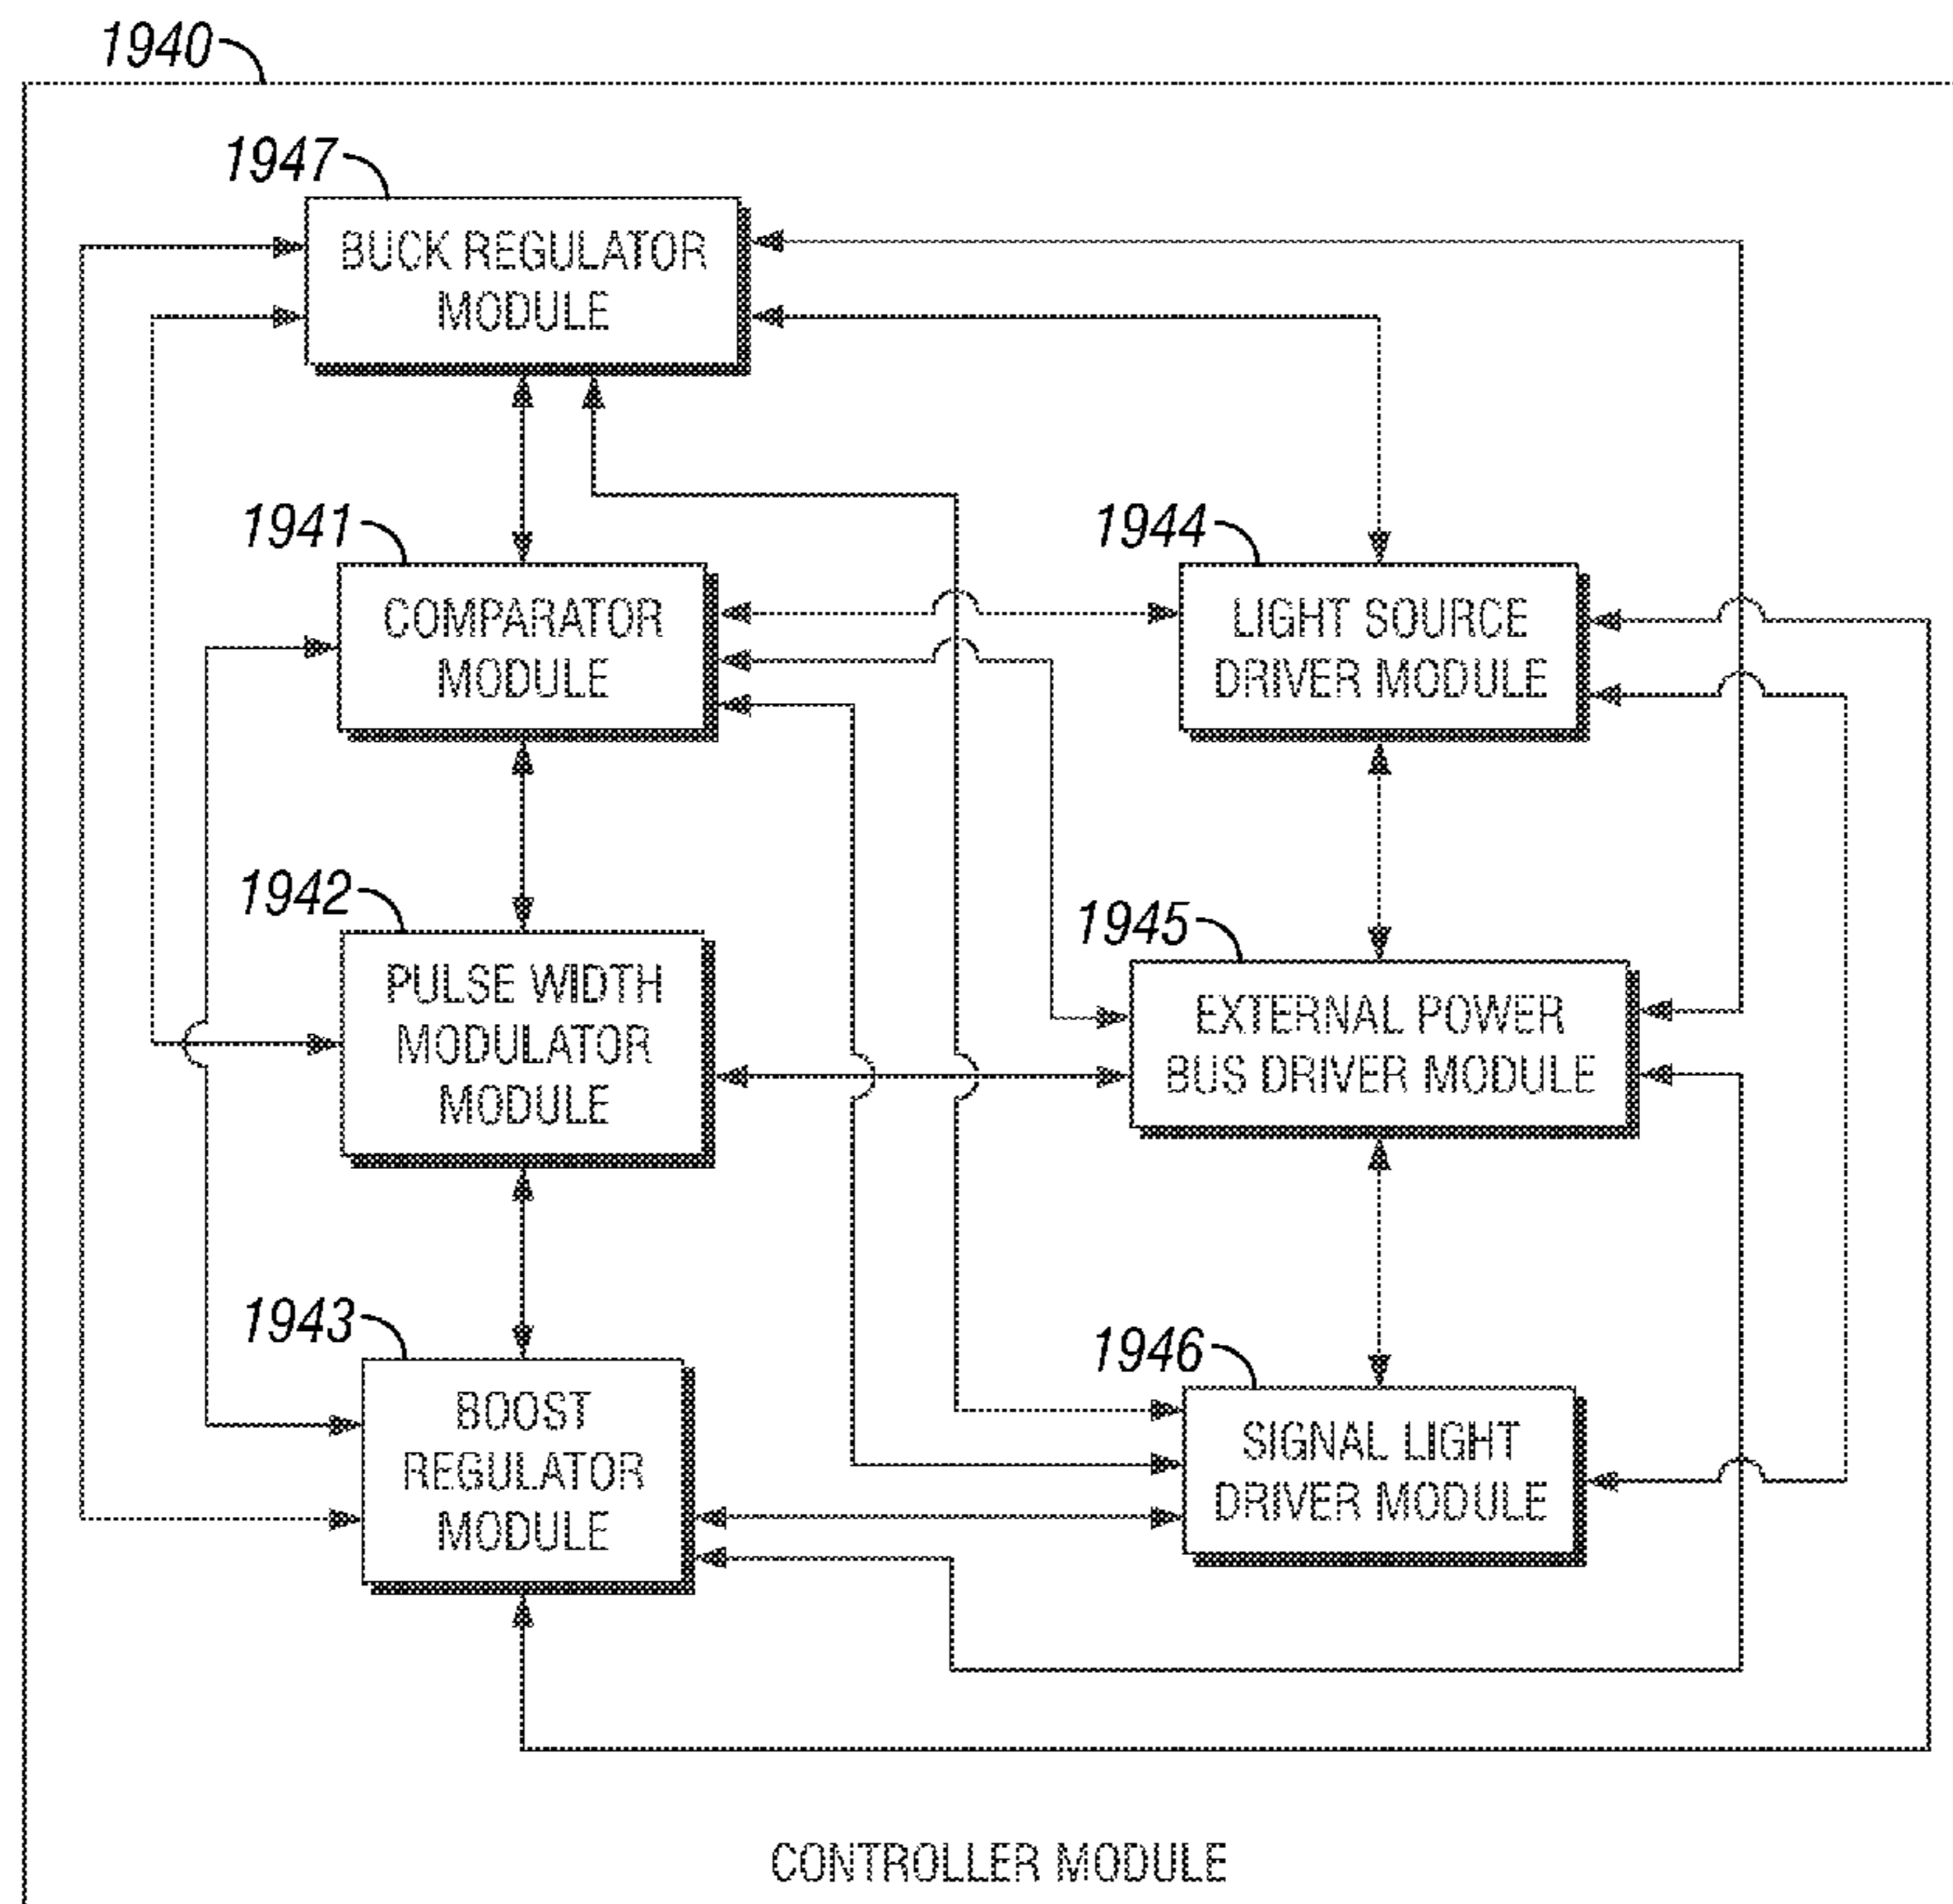 1940
1947
BUCK REGULATOR
MODULE
1941
COMPARATOR
MODULE
1944
LIGHT SOURCE
DRIVER MODULE
1942
PULSE WIDTH
MODULATOR
MODULE
1945
EXTERNAL POWER
BUS DRIVER MODULE
1943
BOOST
REGULATOR
MODULE
1946
SIGNAL LIGHT
DRIVER MODULE
CONTROLLER MODULE